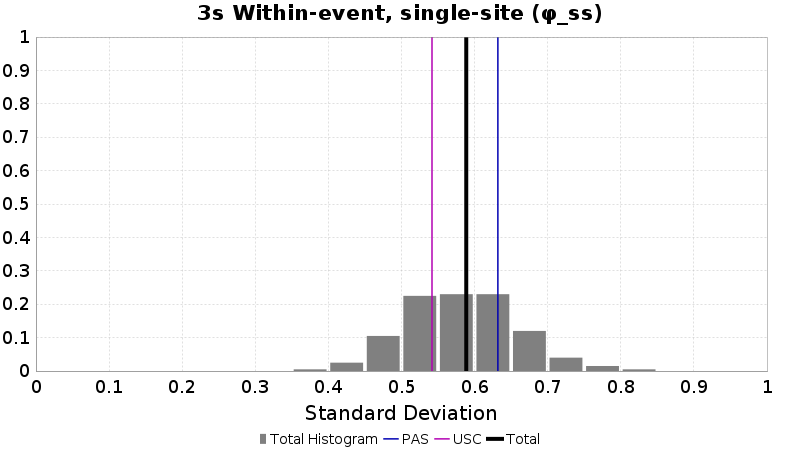 3s Within-event, single-site (φ_ss)
1
0.9
0.8
0.7
0.6
0.5
0.4
0.3
0.2
0.1
0
0 0.1 0.2 0.3 0.4 0.5 0.6 0.7 0.8 0.9 1
Standard Deviation
Total Histogram PAS USC Total